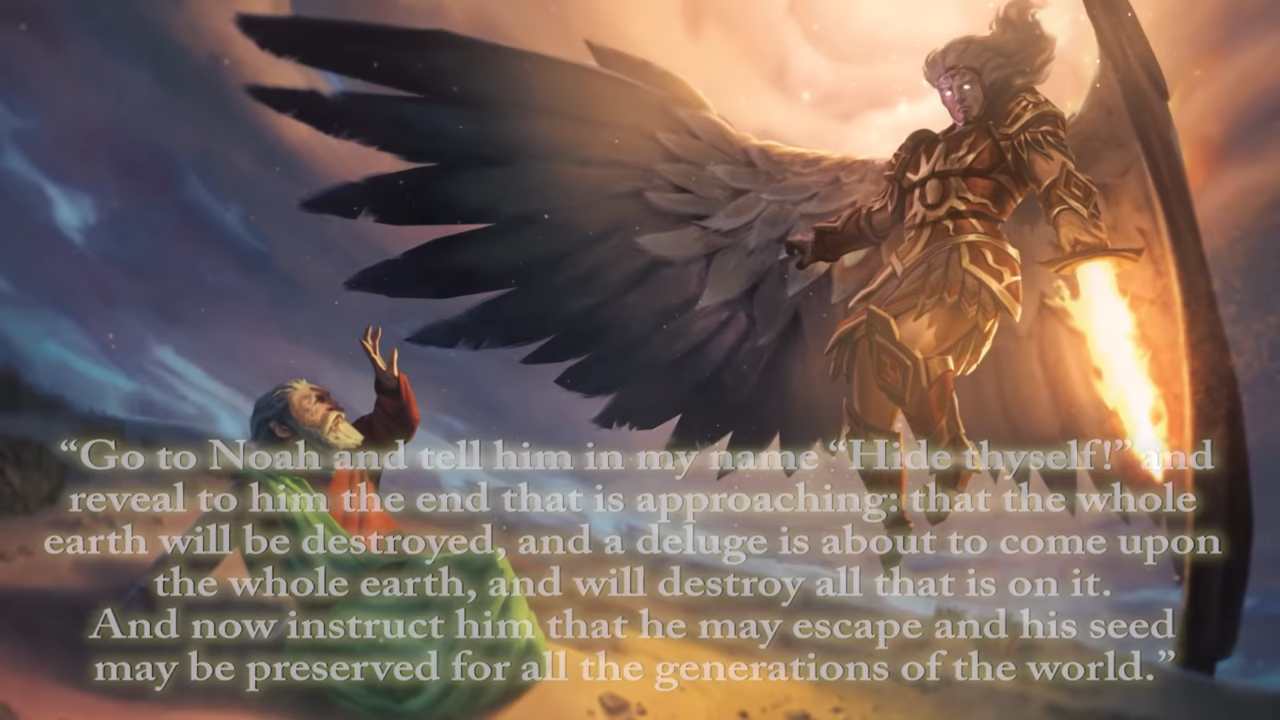 “Go to Noah and tell him in my name “Hide thyself!” and
reveal to him the end that is approaching: that the whole
earth will be destroyed, and a deluge is about to come upon
the whole earth, and will destroy all that is on it.
And now instruct him that he may escape and his seed
may be preserved for all the generations of the world.”